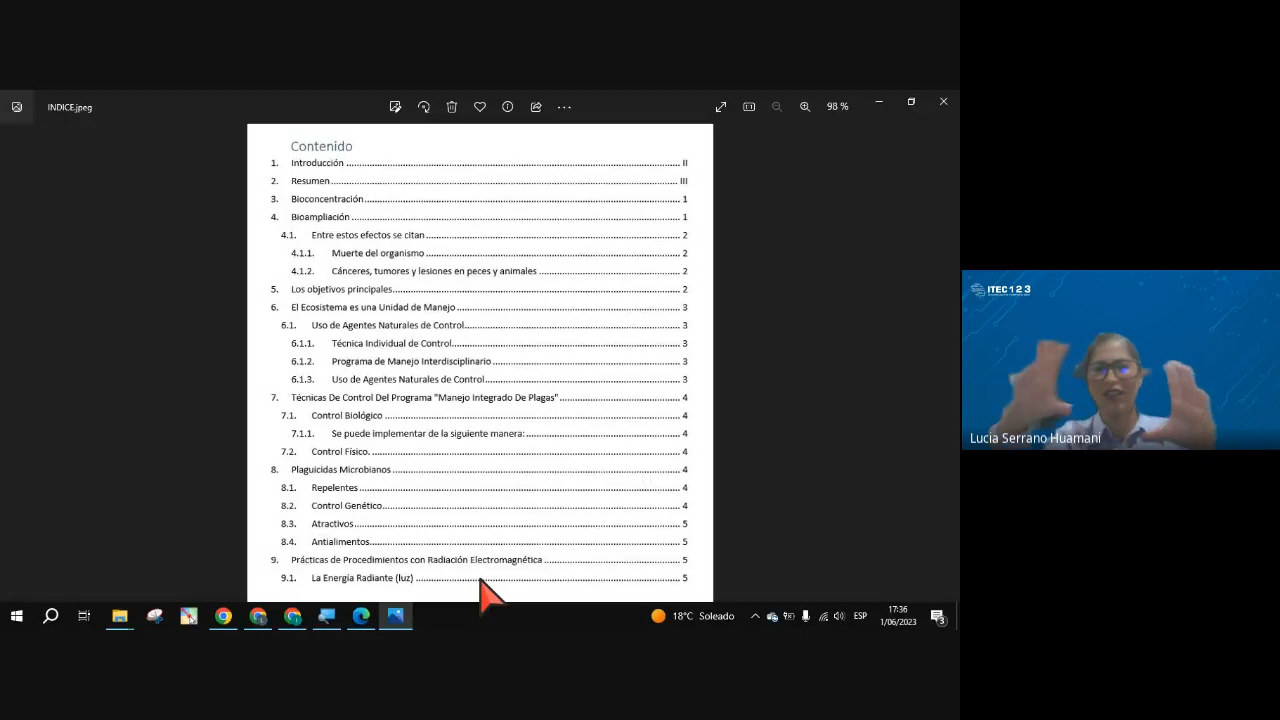 INDICE.jpeg
98 %
Contenido
1. Introducción ........ II
2. Resumen ........ III
3. Bioconcentración ........ 1
4. Bioampliación ........ 1
4.1. Entre estos efectos se citan ........ 2
4.1.1. Muerte del organismo ........ 2
4.1.2. Cánceres, tumores y lesiones en peces y animales ........ 2
5. Los objetivos principales ........ 2
6. El Ecosistema es una Unidad de Manejo ........ 3
6.1. Uso de Agentes Naturales de Control ........ 3
6.1.1. Técnica Individual de Control ........ 3
6.1.2. Programa de Manejo Interdisciplinario ........ 3
6.1.3. Uso de Agentes Naturales de Control ........ 3
7. Técnicas De Control Del Programa "Manejo Integrado De Plagas" ........ 4
7.1. Control Biológico ........ 4
7.1.1. Se puede implementar de la siguiente manera: ........ 4
7.2. Control Físico. ........ 4
8. Plaguicidas Microbianos ........ 4
8.1. Repelentes ........ 4
8.2. Control Genético ........ 4
8.3. Atractivos ........ 5
8.4. Antialimentos ........ 5
9. Prácticas de Procedimientos con Radiación Electromagnética ........ 5
9.1. La Energía Radiante (luz) ........ 5
ITEC 1 2 3
Lucia Serrano Huamani
18°C Soleado
ESP
17:36
1/06/2023
3